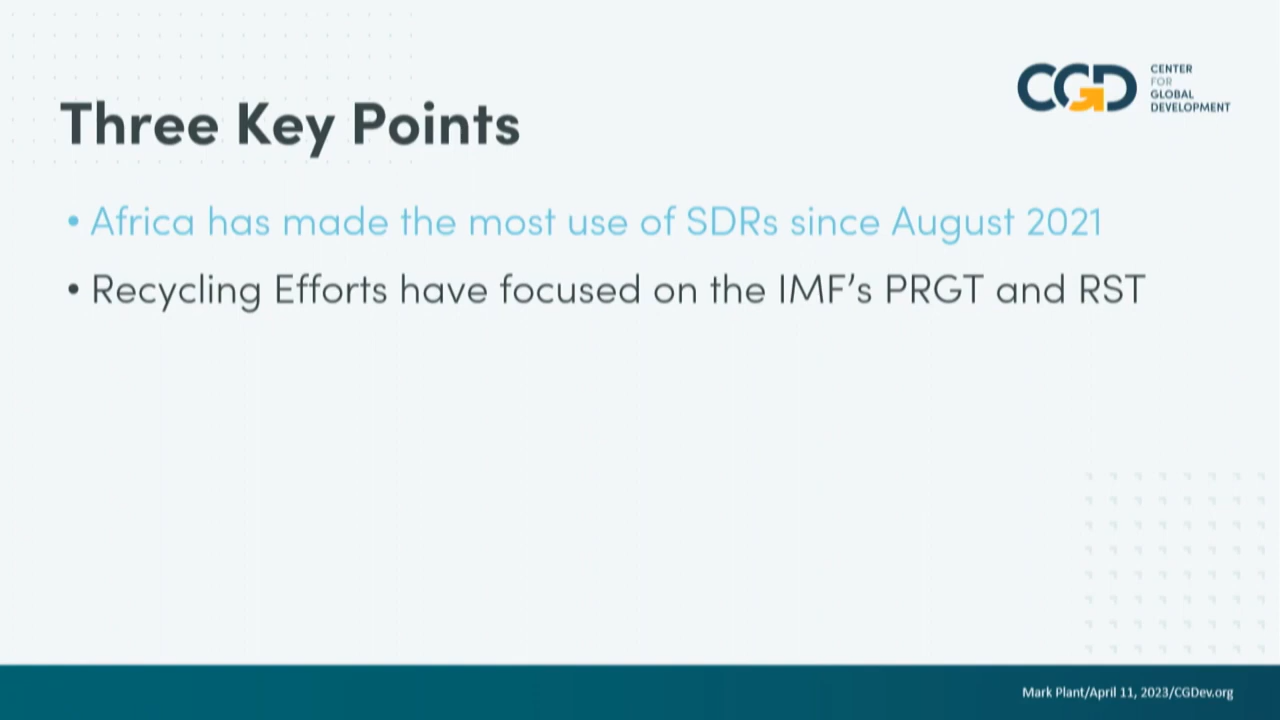 CGD
CENTER
FOR
GLOBAL
DEVELOPMENT
Three Key Points
• Africa has made the most use of SDRs since August 2021
• Recycling Efforts have focused on the IMF’s PRGT and RST
Mark Plant/April 11, 2023/CGDev.org